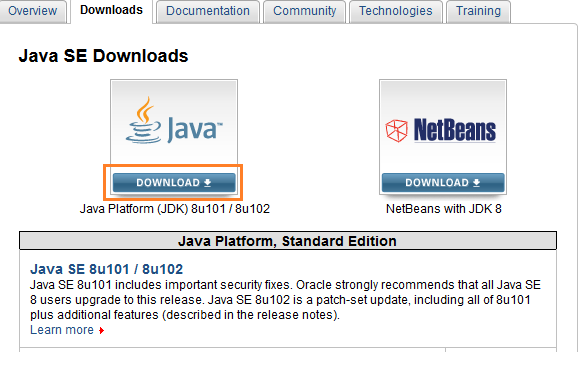 Overview Downloads Documentation Community Technologies Training
Java SE Downloads
Java™ NetBeans
DOWNLOAD DOWNLOAD
Java Platform (JDK) 8u101 / 8u102 NetBeans with JDK 8
Java Platform, Standard Edition
Java SE 8u101 / 8u102
Java SE 8u101 includes important security fixes. Oracle strongly recommends that all Java SE
8 users upgrade to this release. Java SE 8u102 is a patch-set update, including all of 8u101
plus additional features (described in the release notes).
Learn more